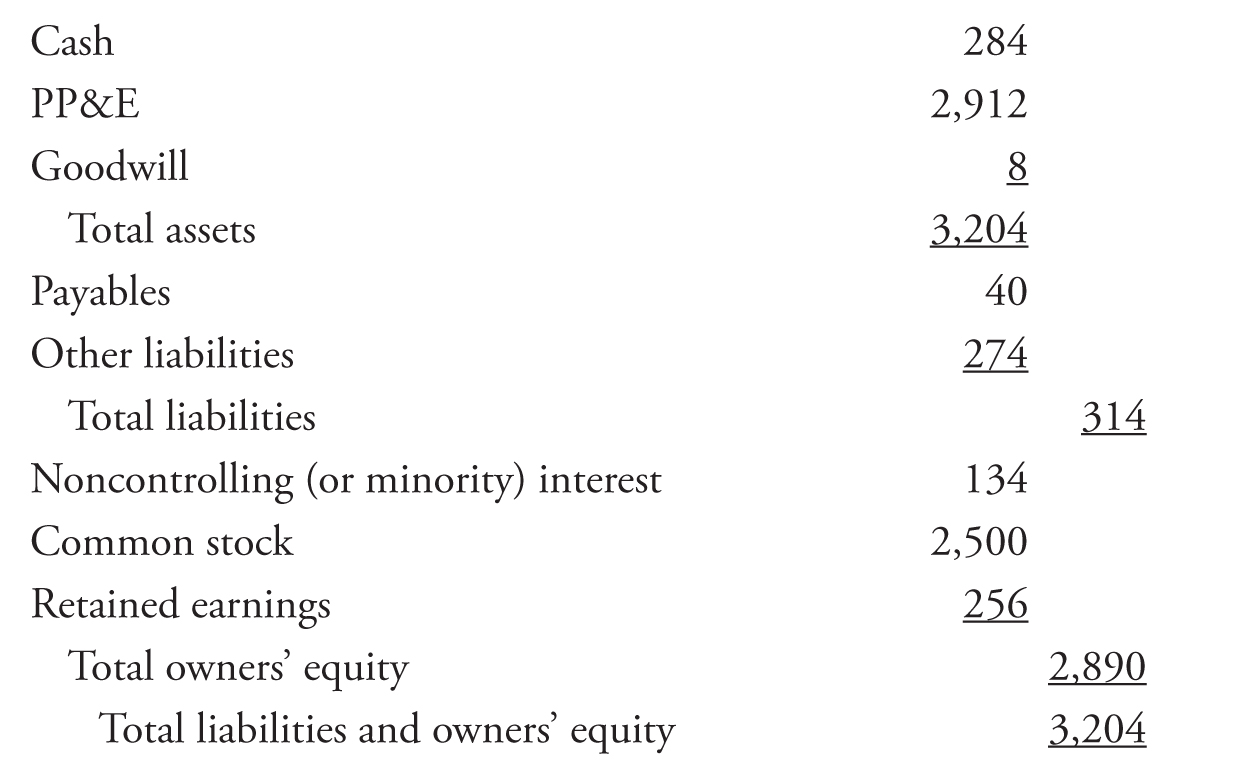 Cash 284
PP&E 2,912
Goodwill 8
Total assets 3,204
Payables 40
Other liabilities 274
Total liabilities 314
Noncontrolling (or minority) interest 134
Common stock 2,500
Retained earnings 256
Total owners’ equity 2,890
Total liabilities and owners’ equity 3,204